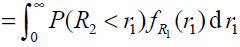 = ∫₀^∞ P(R₂ < r₁) f_{R₁}(r₁) d r₁